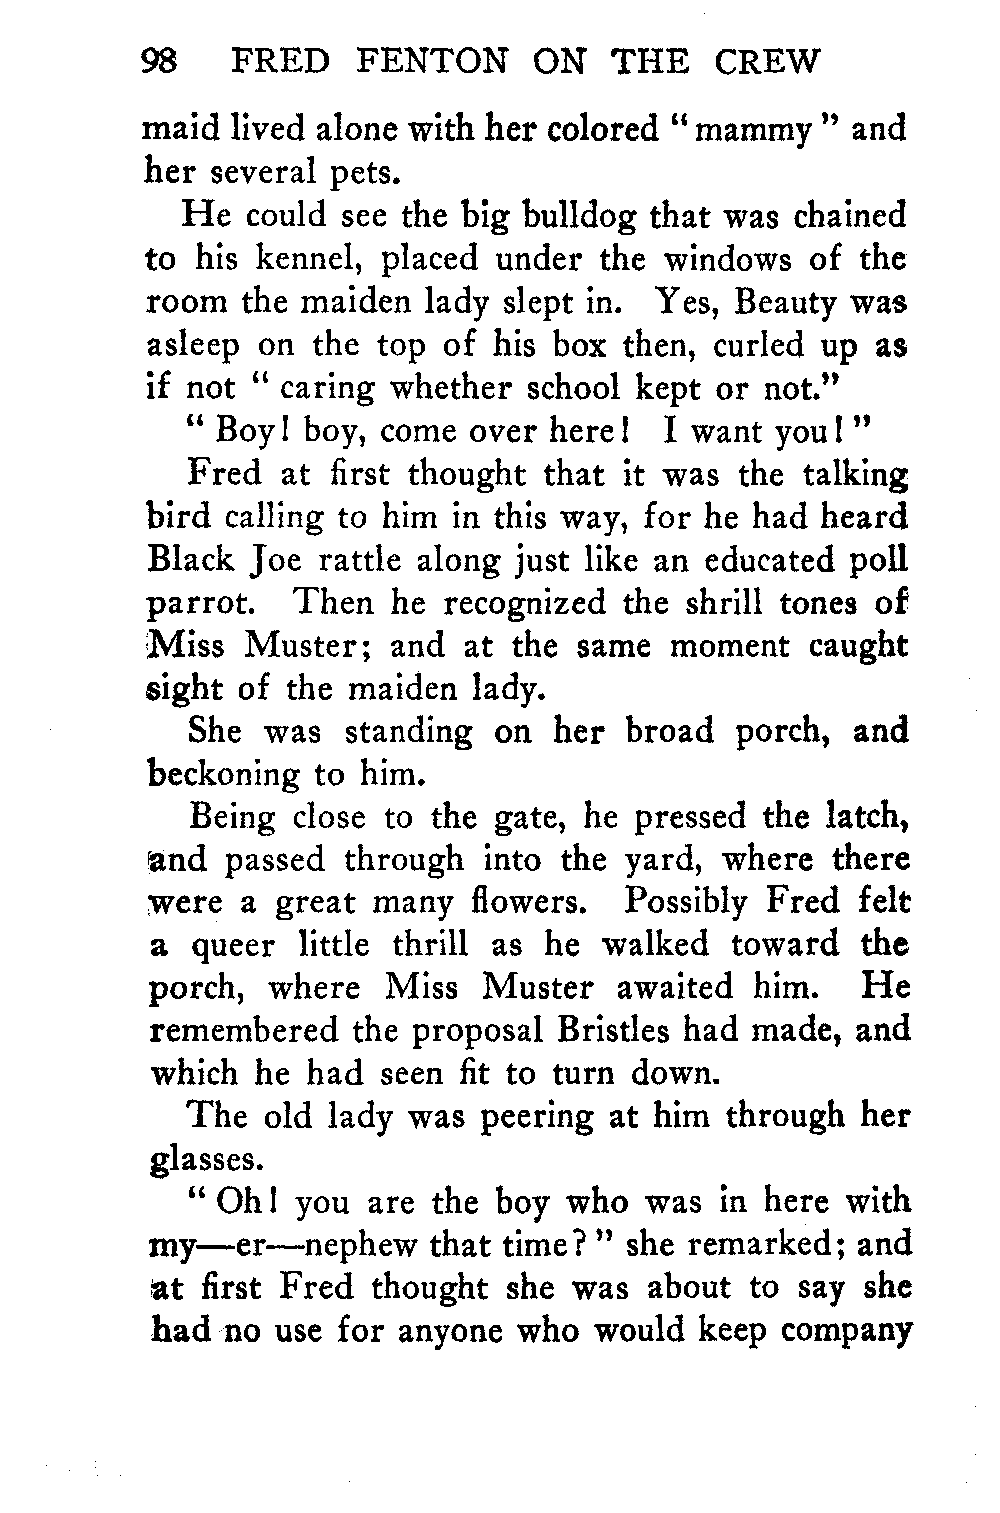 98 FRED FENTON ON THE CREW
maid lived alone with her colored “ mammy ” and
her several pets.
He could see the big bulldog that was chained
to his kennel, placed under the windows of the
room the maiden lady slept in. Yes, Beauty was
asleep on the top of his box then, curled up as
if not “ caring whether school kept or not.”
“ Boy! boy, come over here! I want you! ”
Fred at first thought that it was the talking
bird calling to him in this way, for he had heard
Black Joe rattle along just like an educated poll
parrot. Then he recognized the shrill tones of
Miss Muster; and at the same moment caught
sight of the maiden lady.
She was standing on her broad porch, and
beckoning to him.
Being close to the gate, he pressed the latch,
and passed through into the yard, where there
were a great many flowers. Possibly Fred felt
a queer little thrill as he walked toward the
porch, where Miss Muster awaited him. He
remembered the proposal Bristles had made, and
which he had seen fit to turn down.
The old lady was peering at him through her
glasses.
“ Oh! you are the boy who was in here with
my—er—nephew that time? ” she remarked; and
at first Fred thought she was about to say she
had no use for anyone who would keep company